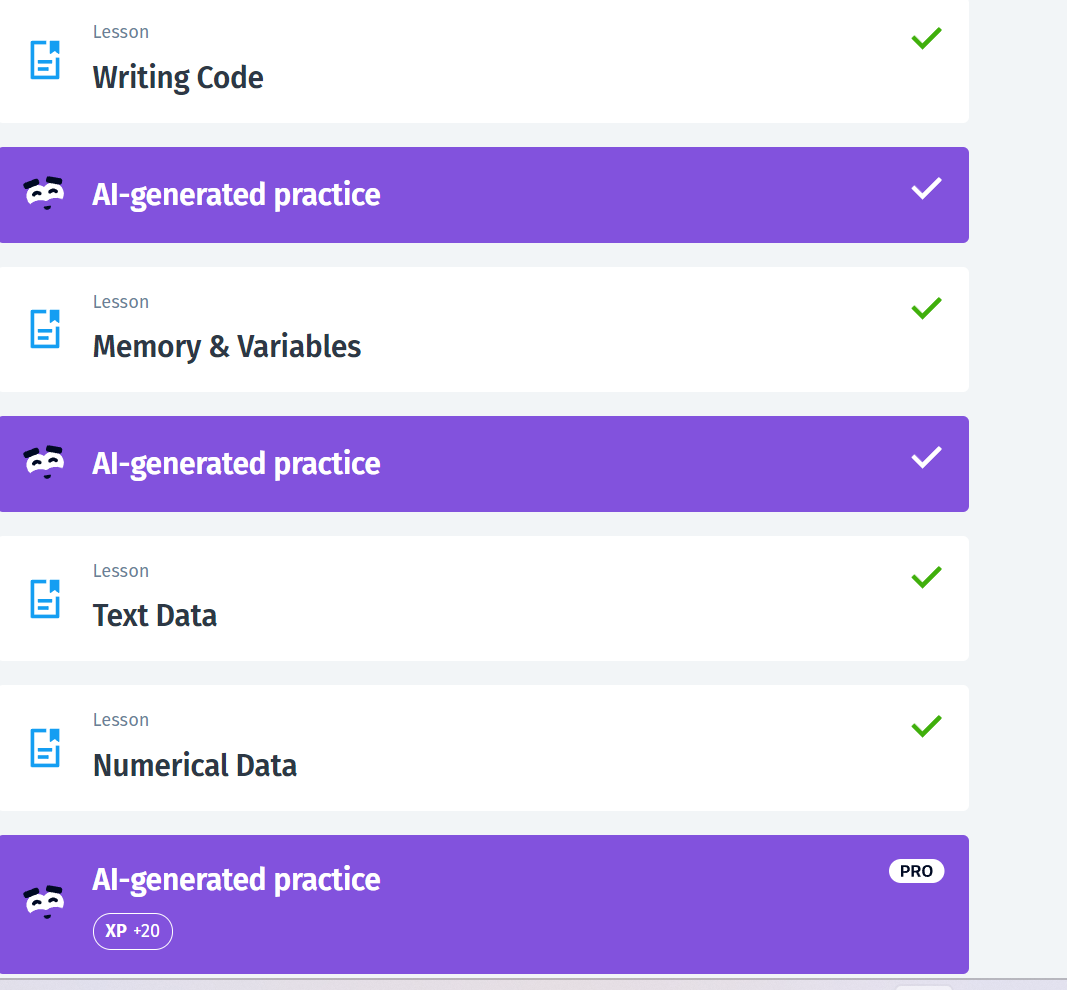 Lesson
Writing Code
AI-generated practice
Lesson
Memory & Variables
AI-generated practice
Lesson
Text Data
Lesson
Numerical Data
AI-generated practice
PRO
XP +20